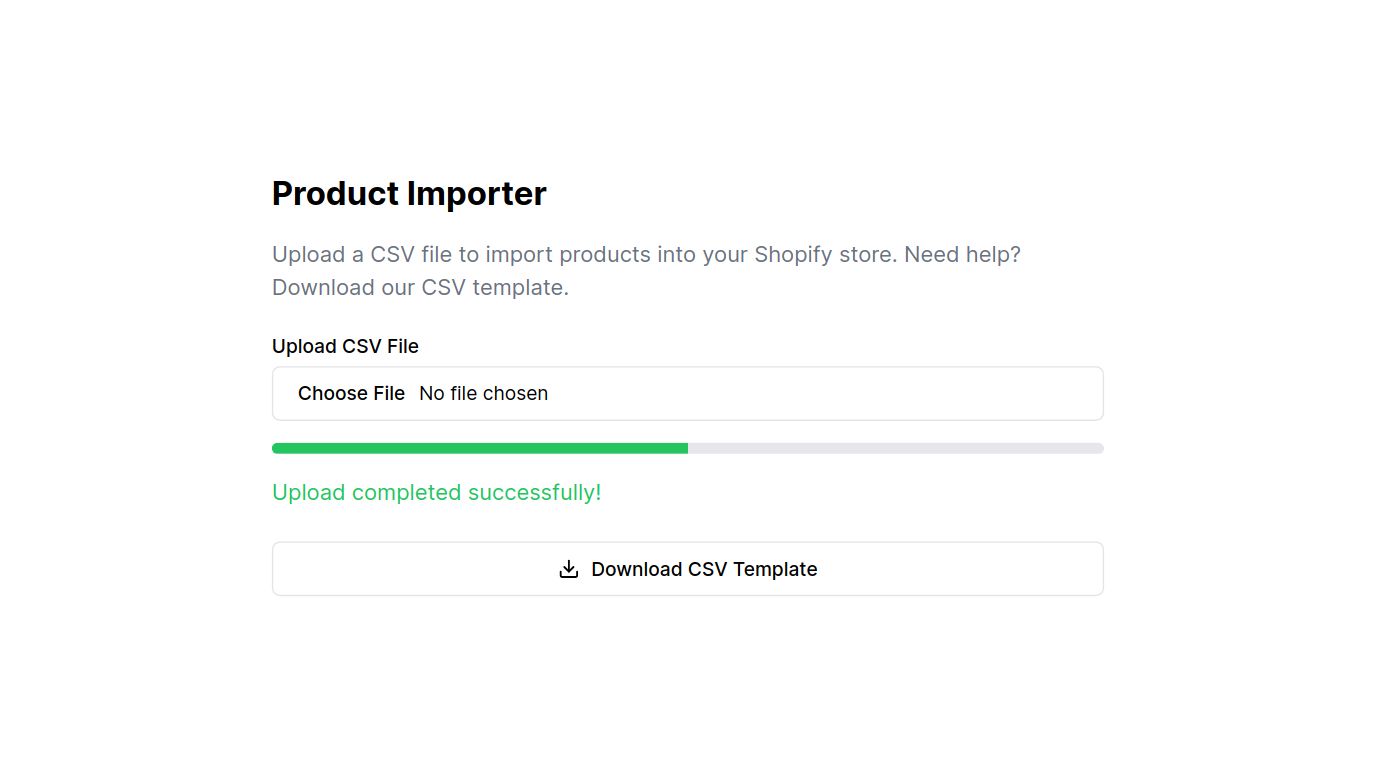 Product Importer
Upload a CSV file to import products into your Shopify store. Need help?
Download our CSV template.
Upload CSV File
Choose File No file chosen
Upload completed successfully!
Download CSV Template